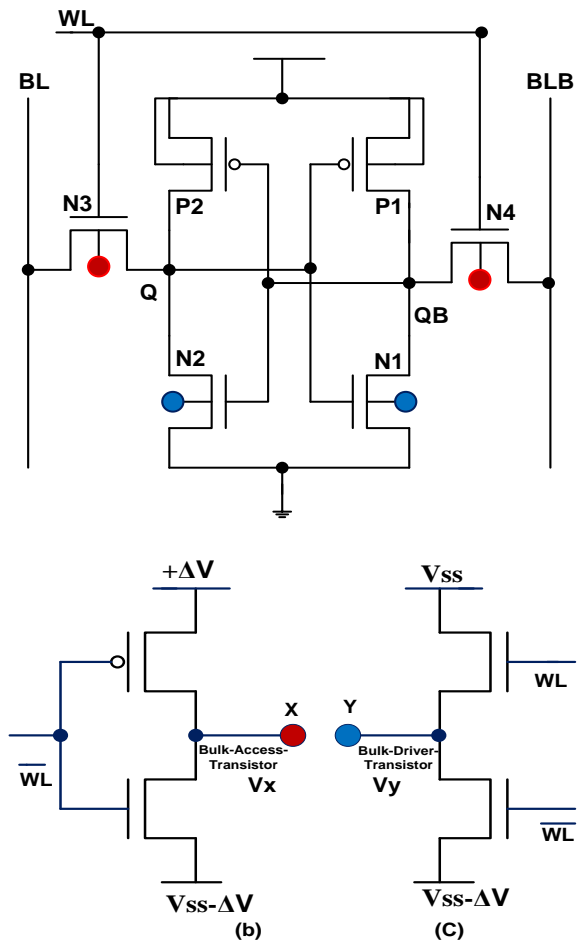 WL
BL
BLB
N3
P2
P1
N4
Q
QB
N2
N1
+ΔV
Vss
WL
X
Y
Bulk-Access-
Transistor
Vx
Bulk-Driver-
Transistor
Vy
WL
WL
Vss-ΔV
(b)
Vss-ΔV
(C)